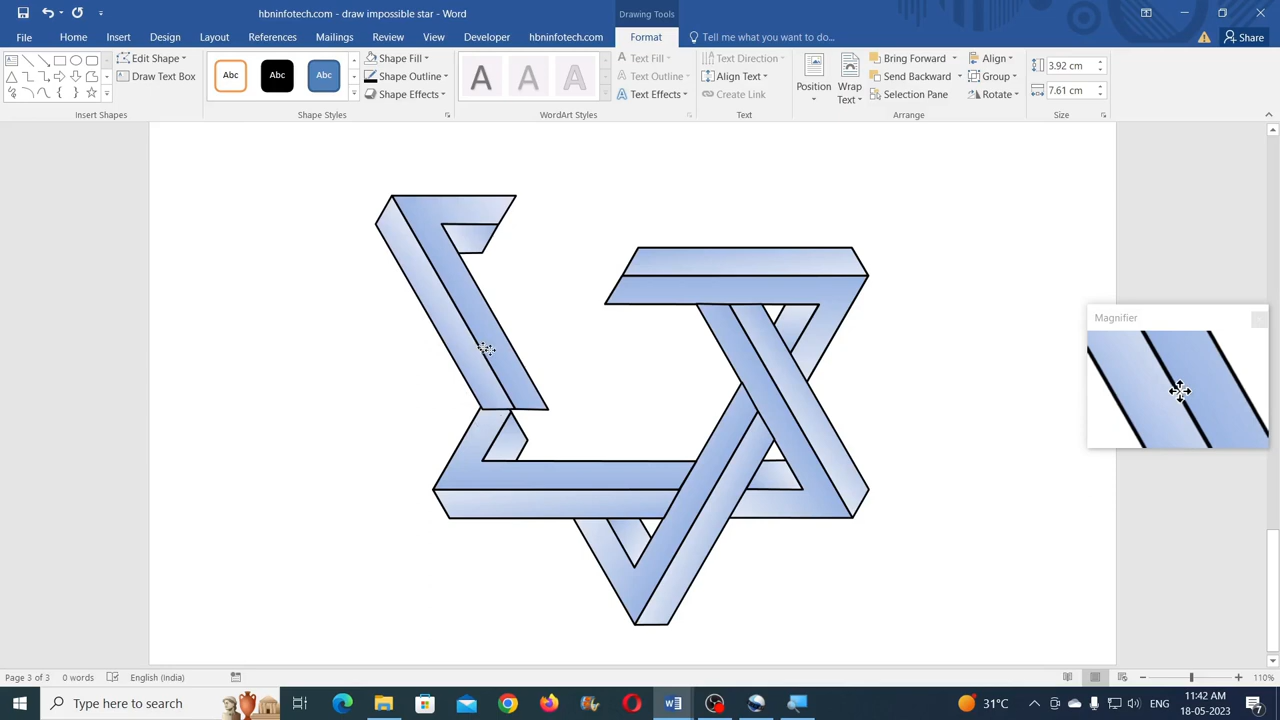 hbninfotech.com - draw impossible star - Word
Drawing Tools
File Home Insert Draw Design Layout References Mailings Review View Developer hbninfotech.com Format Tell me what you want to do... Share
Edit Shape
Draw Text Box
Insert Shapes
Abc Abc Abc
Shape Fill
Shape Outline
Shape Effects
Shape Styles
A A A
Text Fill
Text Outline
Text Effects
WordArt Styles
Text Direction
Align Text
Create Link
Text
Position
Wrap
Text
Bring Forward
Send Backward
Selection Pane
Align
Group
Rotate
Arrange
3.92 cm
7.61 cm
Size
Magnifier
Page 3 of 3 0 words English (India)
110%
Type here to search
31°C
ENG
11:42 AM
18-05-2023